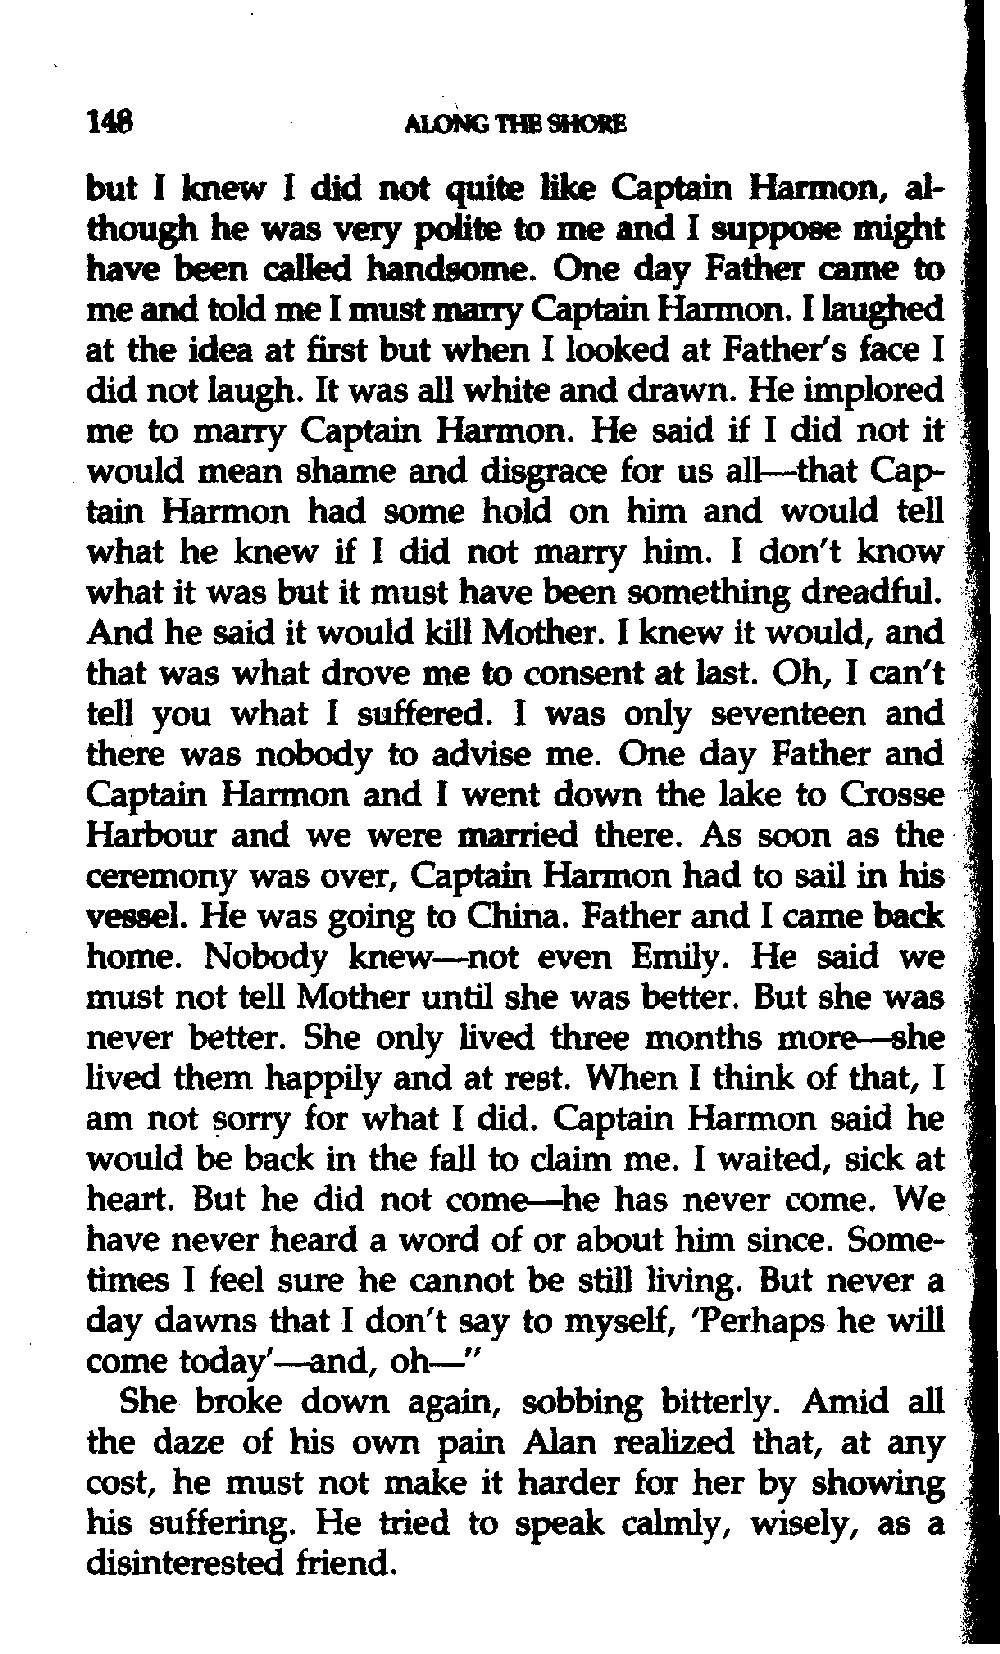 148 ALONG THE SHORE
but I knew I did not quite like Captain Harmon, al-
though he was very polite to me and I suppose might
have been called handsome. One day Father came to
me and told me I must marry Captain Harmon. I laughed
at the idea at first but when I looked at Father's face I
did not laugh. It was all white and drawn. He implored
me to marry Captain Harmon. He said if I did not it
would mean shame and disgrace for us all—that Cap-
tain Harmon had some hold on him and would tell
what he knew if I did not marry him. I don't know
what it was but it must have been something dreadful.
And he said it would kill Mother. I knew it would, and
that was what drove me to consent at last. Oh, I can't
tell you what I suffered. I was only seventeen and
there was nobody to advise me. One day Father and
Captain Harmon and I went down the lake to Crosse
Harbour and we were married there. As soon as the
ceremony was over, Captain Harmon had to sail in his
vessel. He was going to China. Father and I came back
home. Nobody knew—not even Emily. He said we
must not tell Mother until she was better. But she was
never better. She only lived three months more—she
lived them happily and at rest. When I think of that, I
am not sorry for what I did. Captain Harmon said he
would be back in the fall to claim me. I waited, sick at
heart. But he did not come—he has never come. We
have never heard a word of or about him since. Some-
times I feel sure he cannot be still living. But never a
day dawns that I don't say to myself, 'Perhaps he will
come today'—and, oh—"
She broke down again, sobbing bitterly. Amid all
the daze of his own pain Alan realized that, at any
cost, he must not make it harder for her by showing
his suffering. He tried to speak calmly, wisely, as a
disinterested friend.